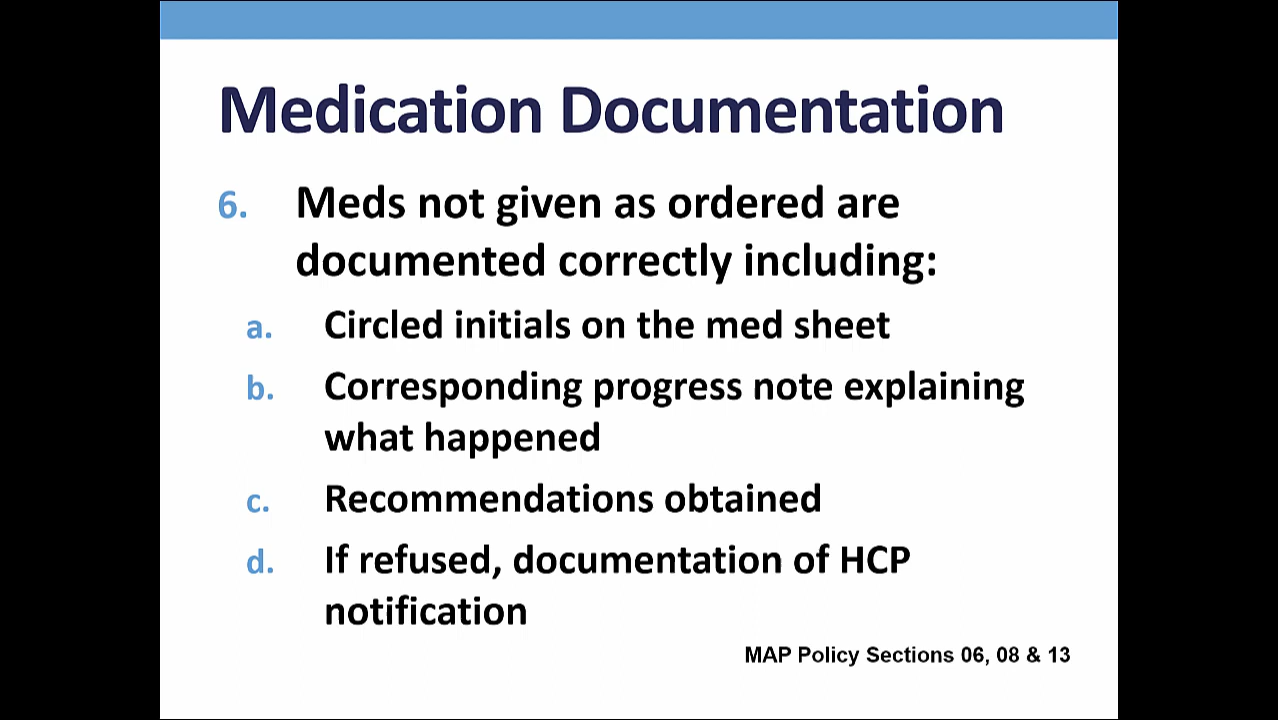 Medication Documentation
6. Meds not given as ordered are
documented correctly including:
a. Circled initials on the med sheet
b. Corresponding progress note explaining
what happened
c. Recommendations obtained
d. If refused, documentation of HCP
notification
MAP Policy Sections 06, 08 & 13